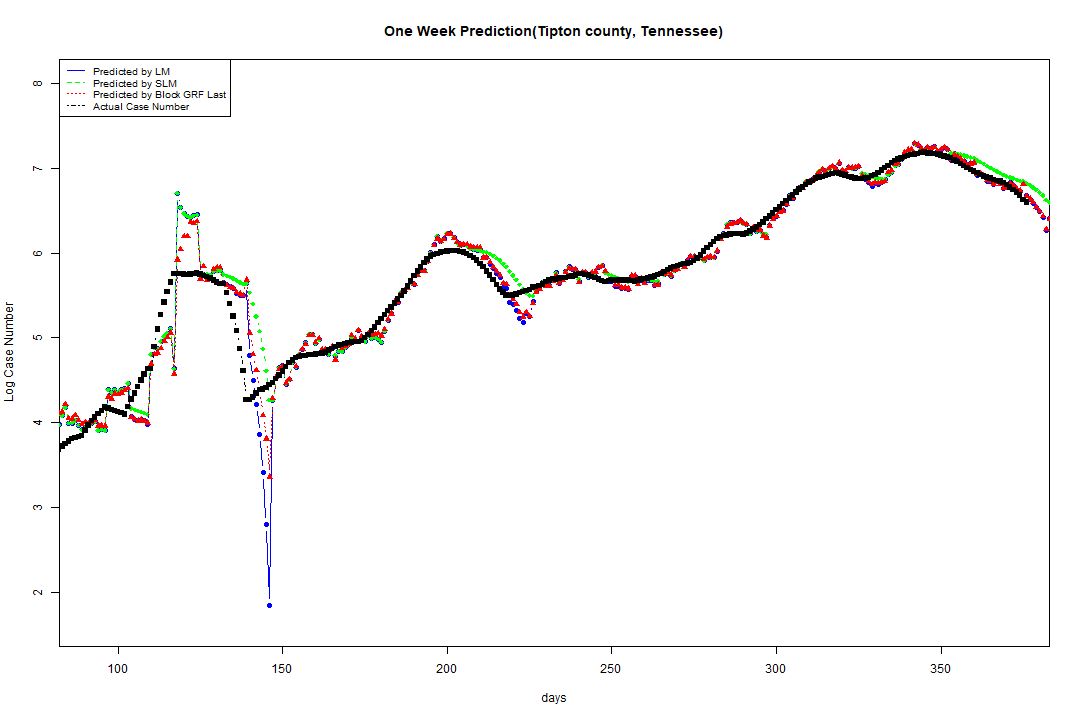 One Week Prediction(Tipton county, Tennessee)
Predicted by LM
Predicted by SLM
Predicted by Block GRF Last
Actual Case Number
8
7
6
5
4
3
2
Log Case Number
100 150 200 250 300 350
days